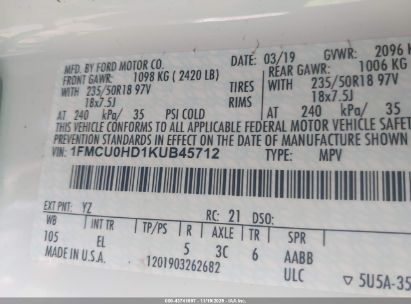 MFD. BY FORD MOTOR CO.
DATE: 03/19 GVWR: 2096 K
FRONT GAWR: 1098 KG ( 2420 LB)
REAR GAWR: 1006 KG
WITH 235/50R18 97V TIRES WITH 235/50R18 97V
18x7.5J RIMS 18x7.5J
AT 240 kPa/ 35 PSI COLD AT 240 kPa/ 35
THIS VEHICLE CONFORMS TO ALL APPLICABLE FEDERAL MOTOR VEHICLE SAFET
PREVENTION STANDARDS IN EFFECT ON THE DATE OF MANUFACTURE SHOWN
VIN: 1FMCU0HD1KUB45712 TYPE: MPV
EXT PNT: YZ RC: 21 DSO:
WB INT TR TP/PS R AXLE TR SPR
105 EL 5 3C 6 AABB
120.U.S.A. 1201903262682 ULC ▽ 5U5A-35